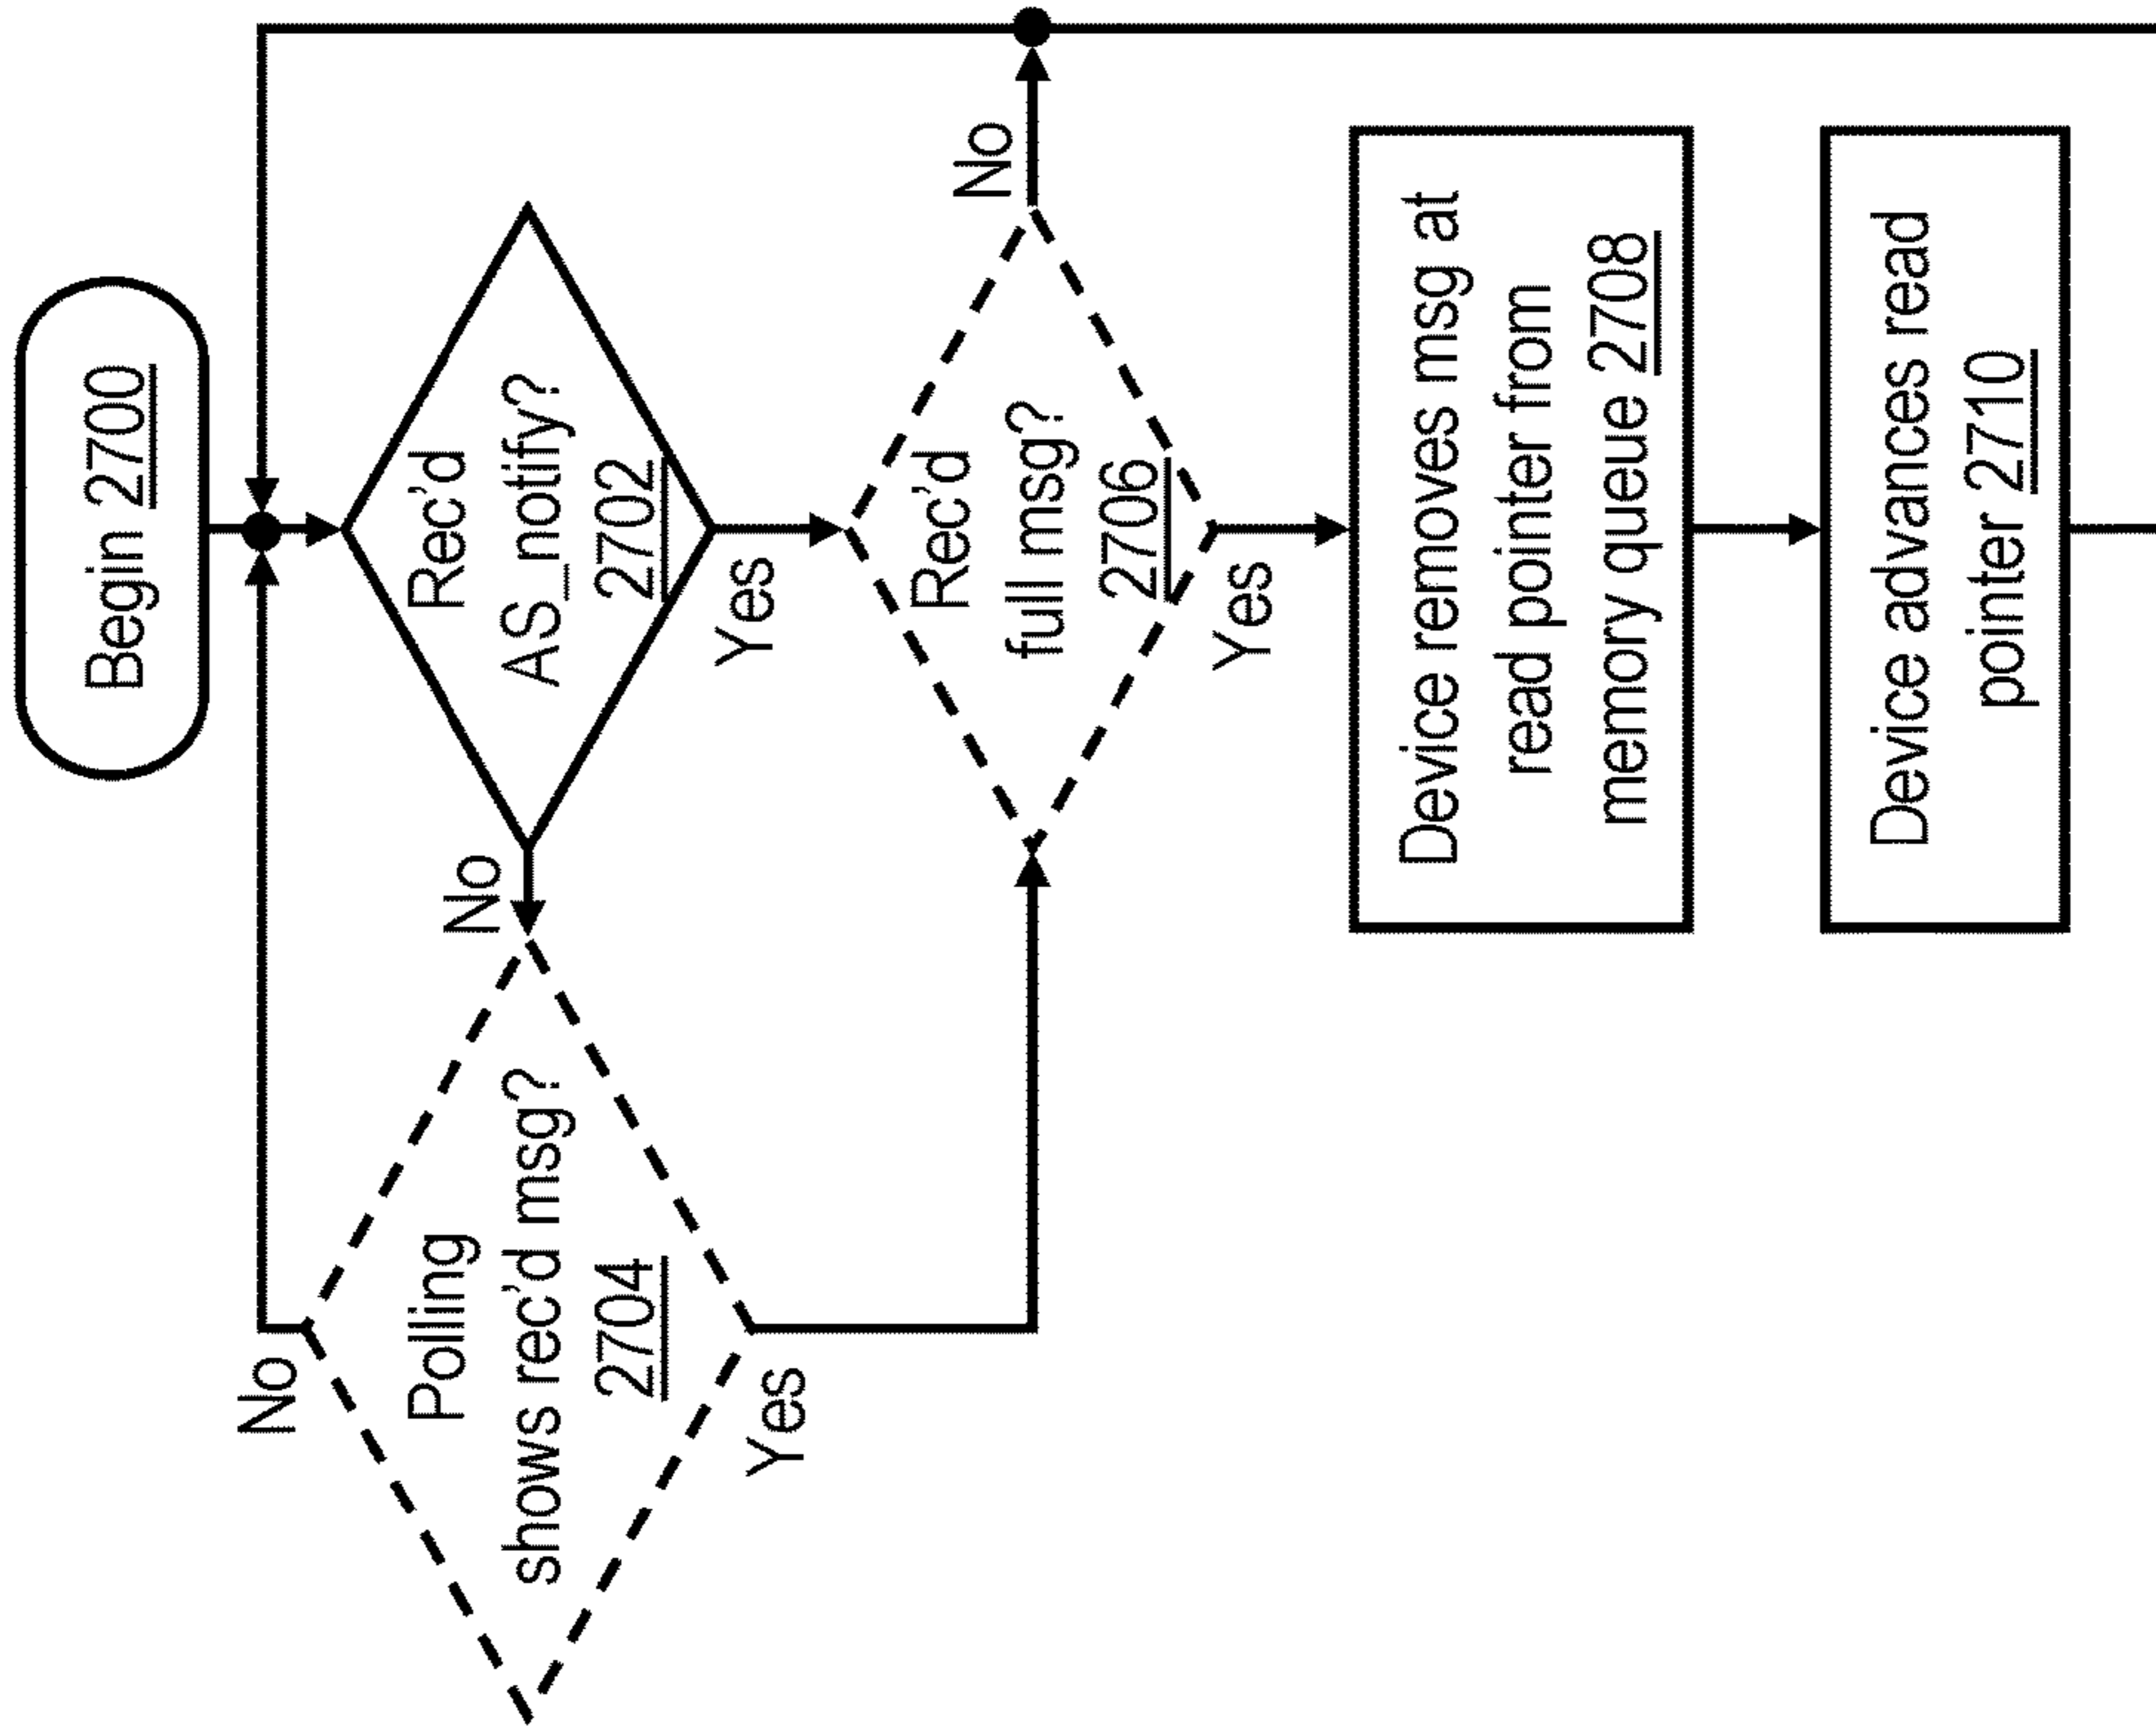 Begin 2700
Rec'd
AS_notify?
2702
No
Yes
Polling
shows rec'd msg?
2704
No
Yes
Rec'd
full msg?
2706
No
Yes
Device removes msg at
read pointer from
memory queue 2708
Device advances read
pointer 2710